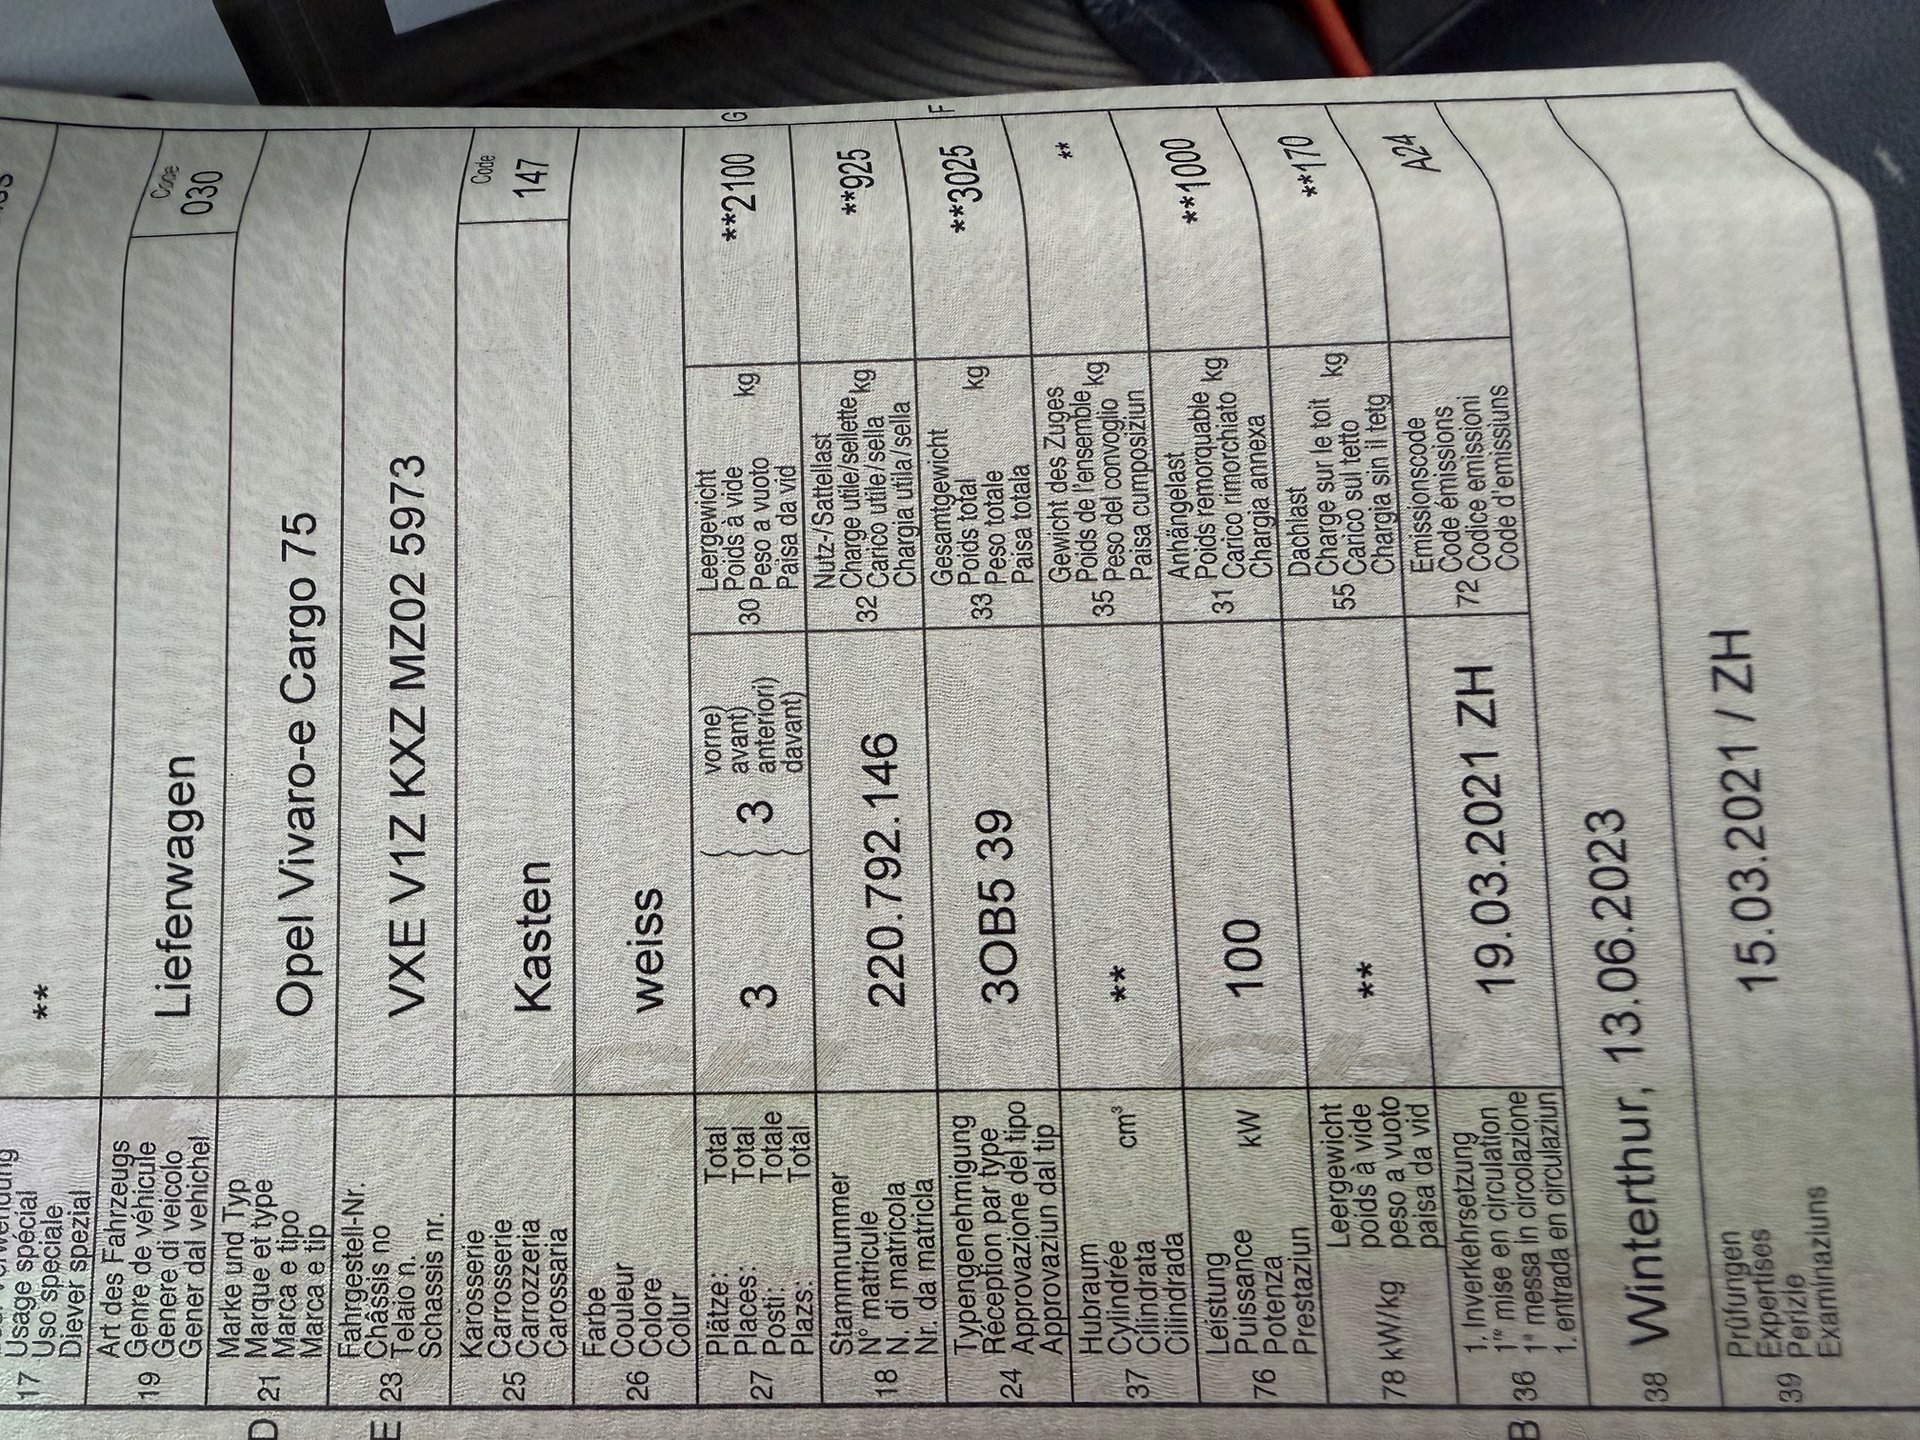 17 Usage spécial
Uso speciale
Diever spezial
**
19 Art des Fahrzeugs
Genre de véhicule
Genere di veicolo
Gener dal vehichel
Lieferwagen
Code
030
D 21 Marke und Typ
Marque et type
Marca e tipo
Marca e tip
Opel Vivaro-e Cargo 75
E 23 Fahrgestell-Nr.
Châssis no
Telaio n.
Schassis nr.
VXE V1Z KXZ MZ02 5973
25 Karosserie
Carrosserie
Carrozzeria
Carossaria
Kasten
Code
147
26 Farbe
Couleur
Colore
Colur
weiss
27 Plätze: Total
Places: Total
Posti: Totale
Plazs: Total
3
3
vorne)
avant)
anteriori)
davant)
30 Leergewicht
Poids à vide
Peso a vuoto
Paisa da vid
kg
**2100
G
18 Stammnummer
N° matricule
N. di matricola
Nr. da matricla
220.792.146
32 Nutz-/Sattellast
Charge utile/sellette
Carico utile/sella
Chargia utila/sella
kg
**925
24 Typengenehmigung
Réception par type
Approvazione del tipo
Approvaziun dal tip
3OB5 39
33 Gesamtgewicht
Poids total
Peso totale
Paisa totala
kg
**3025
F
37 Hubraum
Cylindrée
Cilindrata
Cilindrada
cm³
**
35 Gewicht des Zuges
Poids de l'ensemble
Peso del convoglio
Paisa cumposiziun
kg
**
76 Leistung
Puissance
Potenza
Prestaziun
kW
100
31 Anhängelast
Poids remorquable
Carico rimorchiato
Chargia annexa
kg
**1000
78 kW/kg
Leergewicht
poids à vide
peso a vuoto
paisa da vid
**
55 Dachlast
Charge sur le toit
Carico sul tetto
Chargia sin il tetg
kg
**170
B 36 1. Inverkehrsetzung
1re mise en circulation
1a messa in circolazione
1. entrada en circulaziun
19.03.2021 ZH
72 Emissionscode
Code émissions
Codice emissioni
Code d'emissiuns
A24
38 Winterthur, 13.06.2023
39 Prüfungen
Expertises
Perizie
Examinaziuns
15.03.2021 / ZH